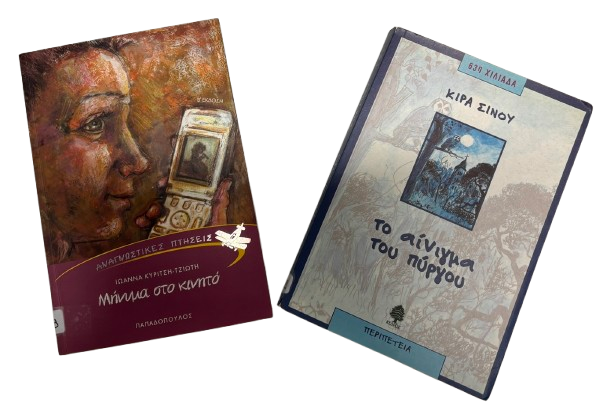 Β' ΕΚΔΟΣΗ
ΑΝΑΓΝΩΣΤΙΚΕΣ ΠΤΗΣΕΙΣ
ΙΩΑΝΝΑ ΚΥΡΙΤΣΗ-ΤΖΙΩΤΗ
Μήνυμα στο κινητό
ΠΑΠΑΔΟΠΟΥΛΟΣ
53η ΧΙΛΙΑΔΑ
ΚΙΡΑ ΣΙΝΟΥ
το αίνιγμα
του πύργου
ΠΕΡΙΠΕΤΕΙΑ